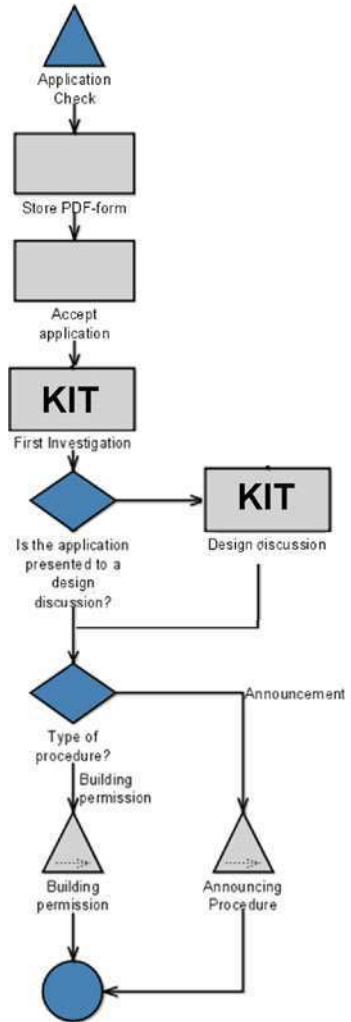 Application
Check
Store PDF-form
Accept
application
KIT
First Investigation
KIT
Is the application
presented to a
design
discussion?
Design discussion
Announcement
Type of
procedure?
Building
permission
Building
permission
Announcing
Procedure